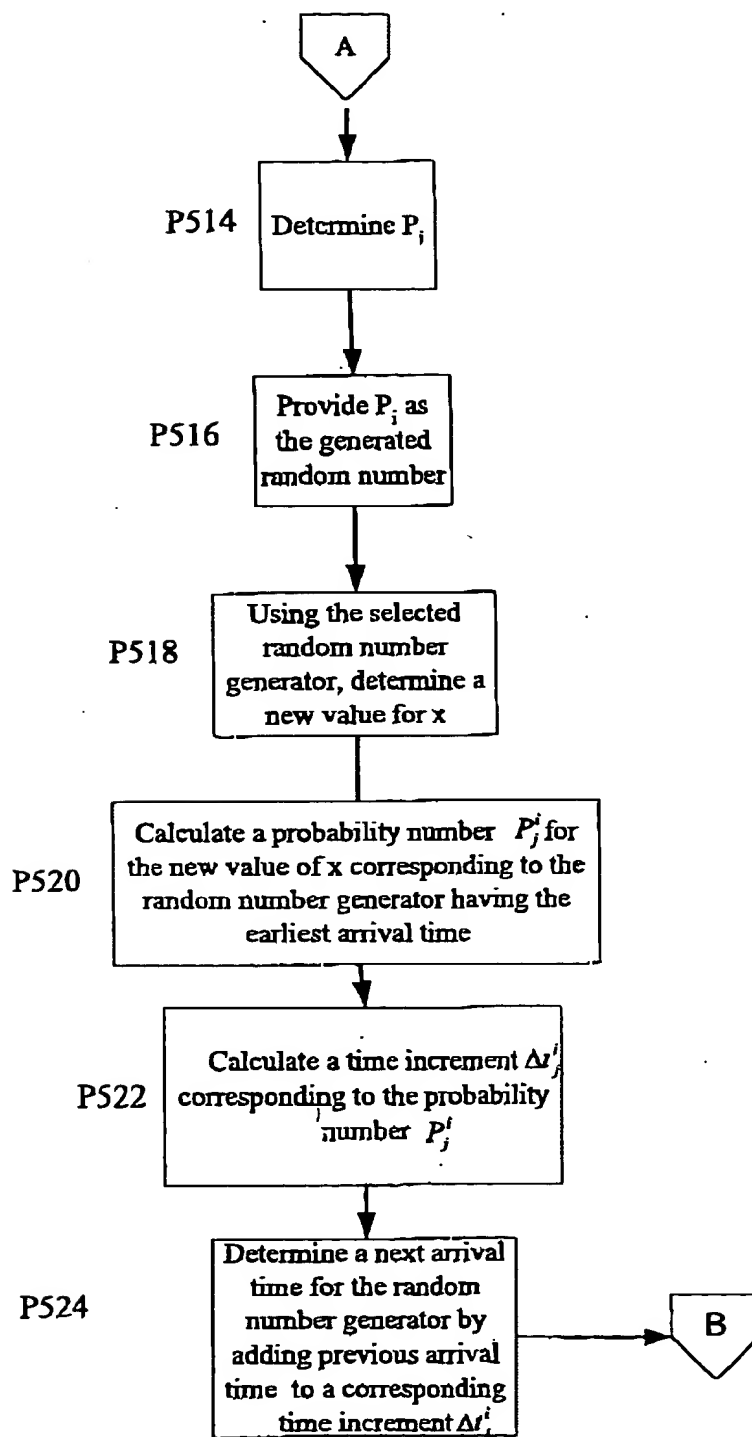 A
P514
Determine P_i
P516
Provide P_i as
the generated
random number
P518
Using the selected
random number
generator, determine a
new value for x
P520
Calculate a probability number P_j^i for
the new value of x corresponding to the
random number generator having the
earliest arrival time
P522
Calculate a time increment Δt_j^i
corresponding to the probability
number P_j^i
P524
Determine a next arrival
time for the random
number generator by
adding previous arrival
time to a corresponding
time increment Δt_j^i
B